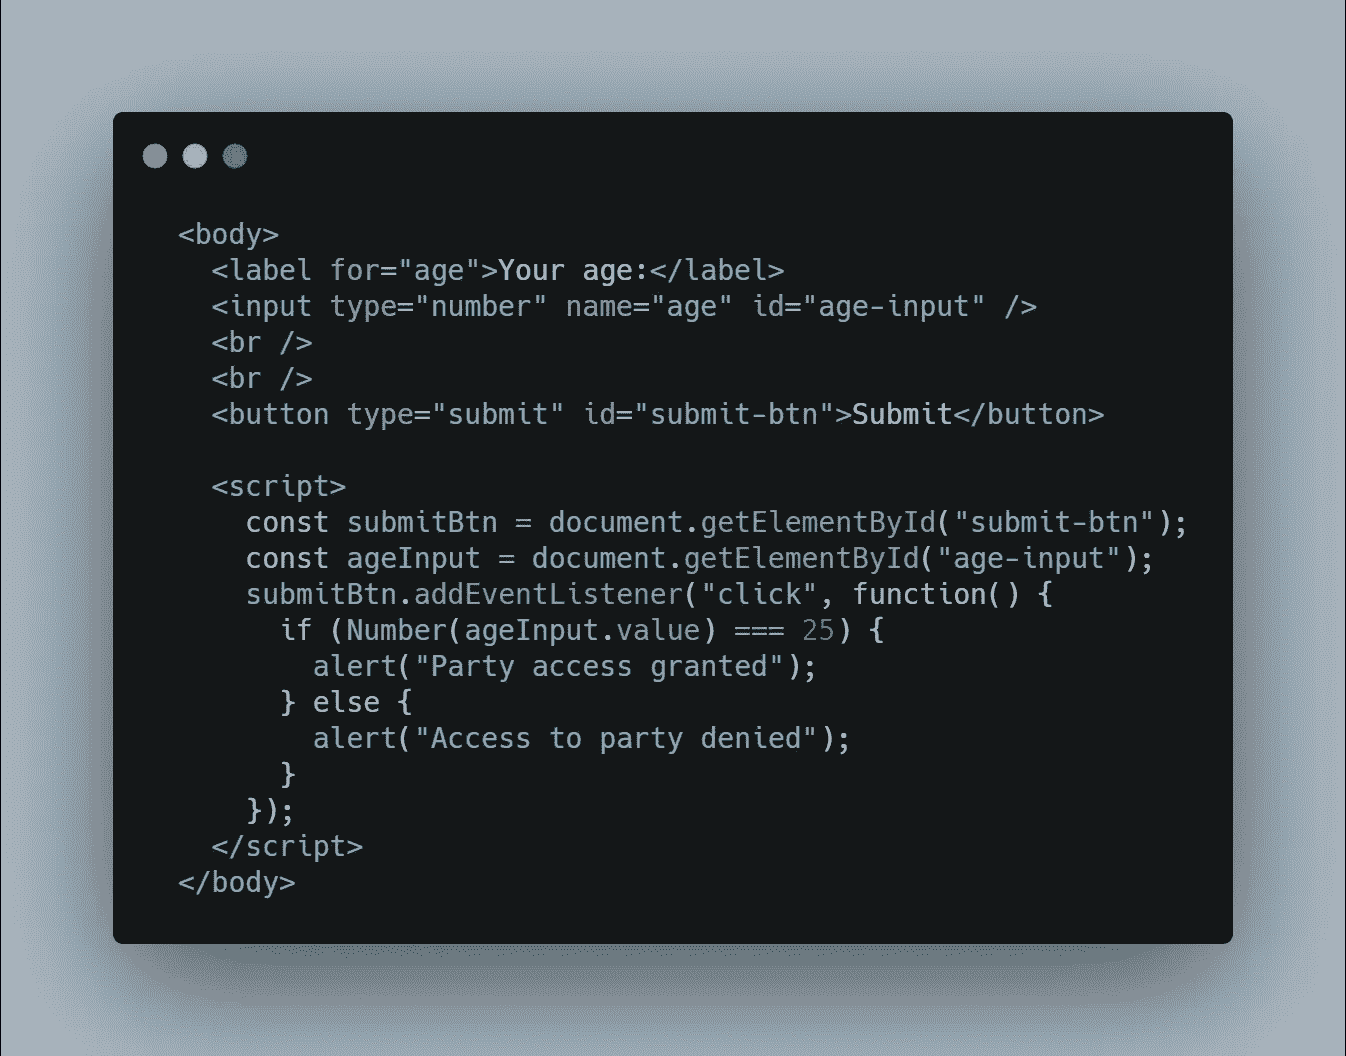 <body>
  <label for="age">Your age:</label>
  <input type="number" name="age" id="age-input" />
  <br />
  <br />
  <button type="submit" id="submit-btn">Submit</button>

  <script>
    const submitBtn = document.getElementById("submit-btn");
    const ageInput = document.getElementById("age-input");
    submitBtn.addEventListener("click", function() {
      if (Number(ageInput.value) === 25) {
        alert("Party access granted");
      } else {
        alert("Access to party denied");
      }
    });
  </script>
</body>